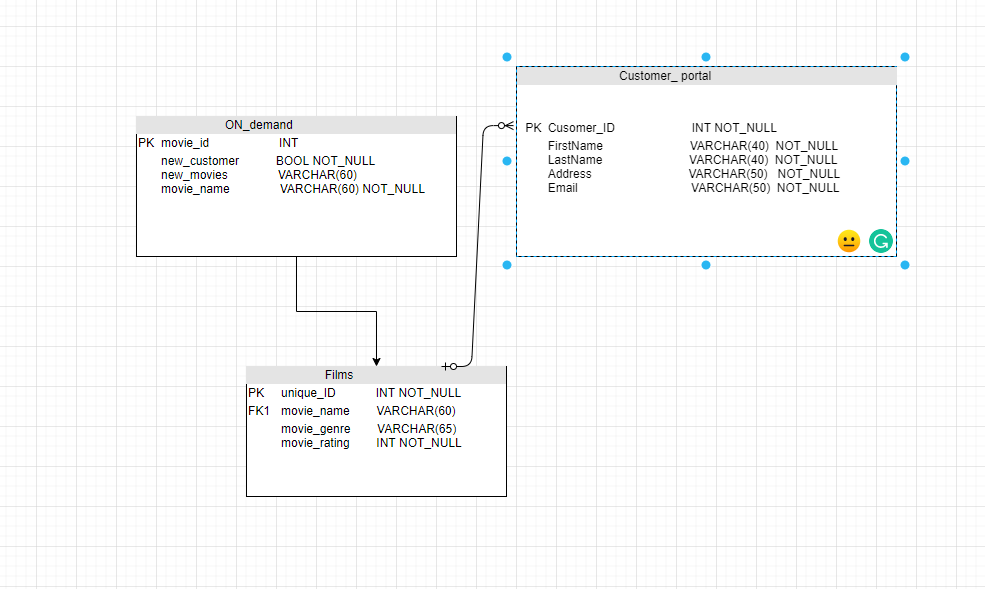 Customer_ portal
PK Cusomer_ID INT NOT_NULL
FirstName VARCHAR(40) NOT_NULL
LastName VARCHAR(40) NOT_NULL
Address VARCHAR(50) NOT_NULL
Email VARCHAR(50) NOT_NULL
ON_demand
PK movie_id INT
new_customer BOOL NOT_NULL
new_movies VARCHAR(60)
movie_name VARCHAR(60) NOT_NULL
Films
PK unique_ID INT NOT_NULL
FK1 movie_name VARCHAR(60)
movie_genre VARCHAR(65)
movie_rating INT NOT_NULL